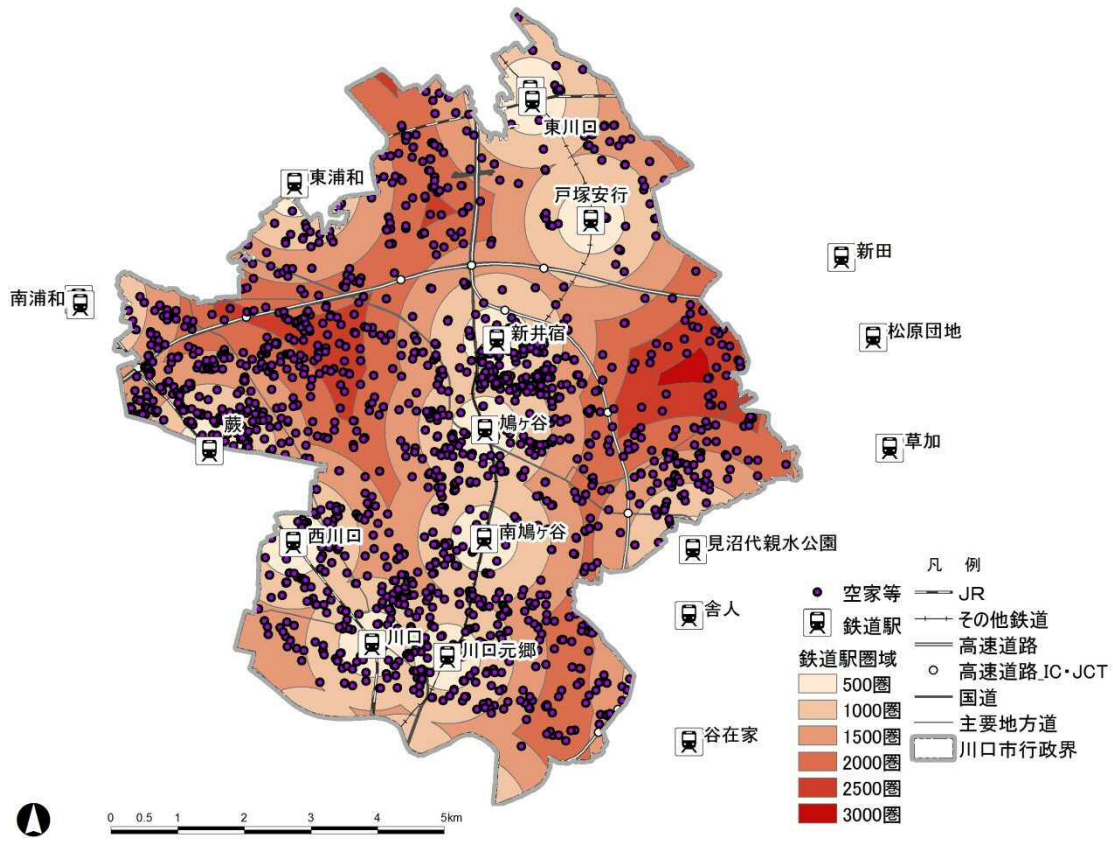 東川口
東浦和
戸塚安行
新田
南浦和
新井宿
松原団地
蕨
鳩ヶ谷
草加
西川口
南鳩ヶ谷
見沼代親水公園
舎人
川口
川口元郷
谷在家
凡 例
空家等
鉄道駅
鉄道駅圏域
500圏
1000圏
1500圏
2000圏
2500圏
3000圏
JR
その他鉄道
高速道路
高速道路_IC・JCT
国道
主要地方道
川口市行政界
0 0.5 1 2 3 4 5km